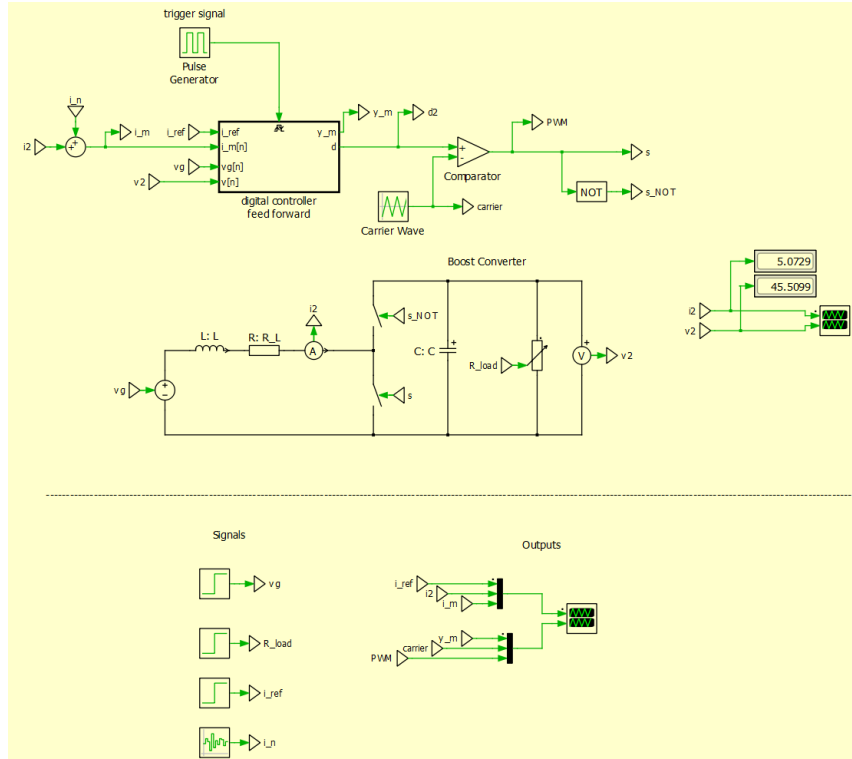 trigger signal
Pulse
Generator
i_n
i2
i_m
i_ref
vg
v2
i_ref
i_m[n]
vg[n]
v[n]
y_m
d
digital controller
feed forward
y_m
d2
+
-
Comparator
PWM
s
NOT
s_NOT
carrier
Carrier Wave
Boost Converter
5.0729
45.5099
i2
v2
L: L
R: R_L
i2
A
s_NOT
s
C: C
+
R_load
+
V
v2
vg
+
-
Signals
vg
R_load
i_ref
i_n
Outputs
i_ref
i2
i_m
y_m
carrier
PWM